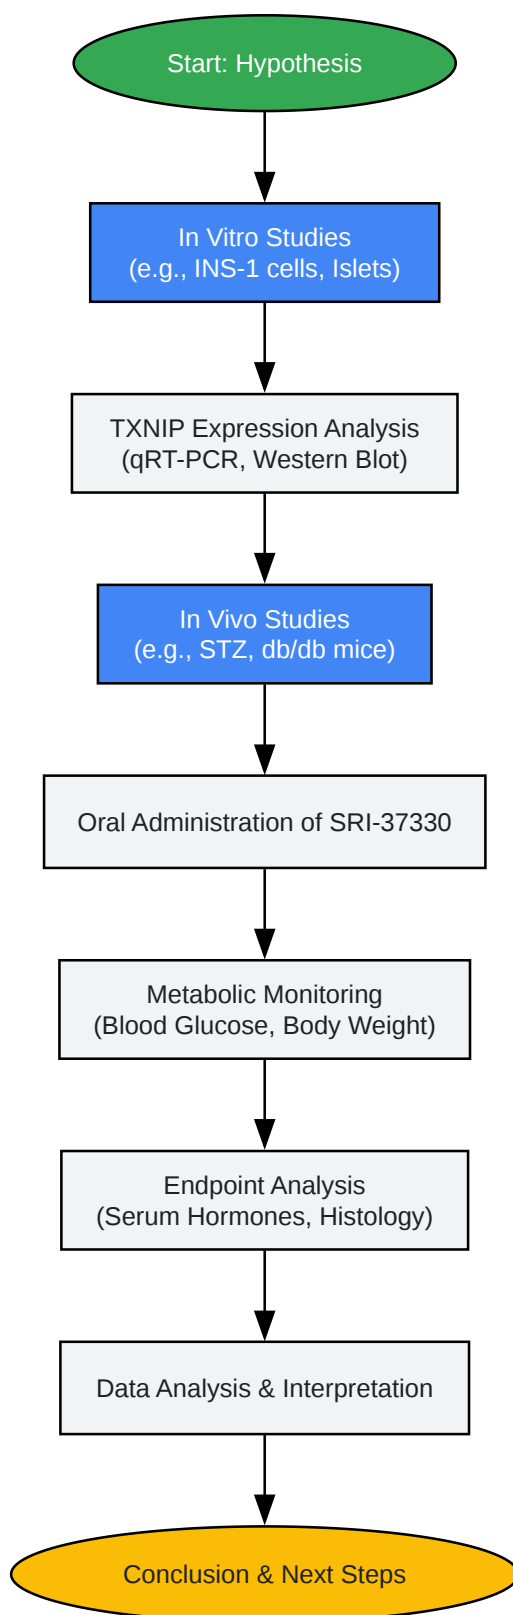 Start: Hypothesis
In Vitro Studies
(e.g., INS-1 cells, Islets)
TXNIP Expression Analysis
(qRT-PCR, Western Blot)
In Vivo Studies
(e.g., STZ, db/db mice)
Oral Administration of SRI-37330
Metabolic Monitoring
(Blood Glucose, Body Weight)
Endpoint Analysis
(Serum Hormones, Histology)
Data Analysis & Interpretation
Conclusion & Next Steps